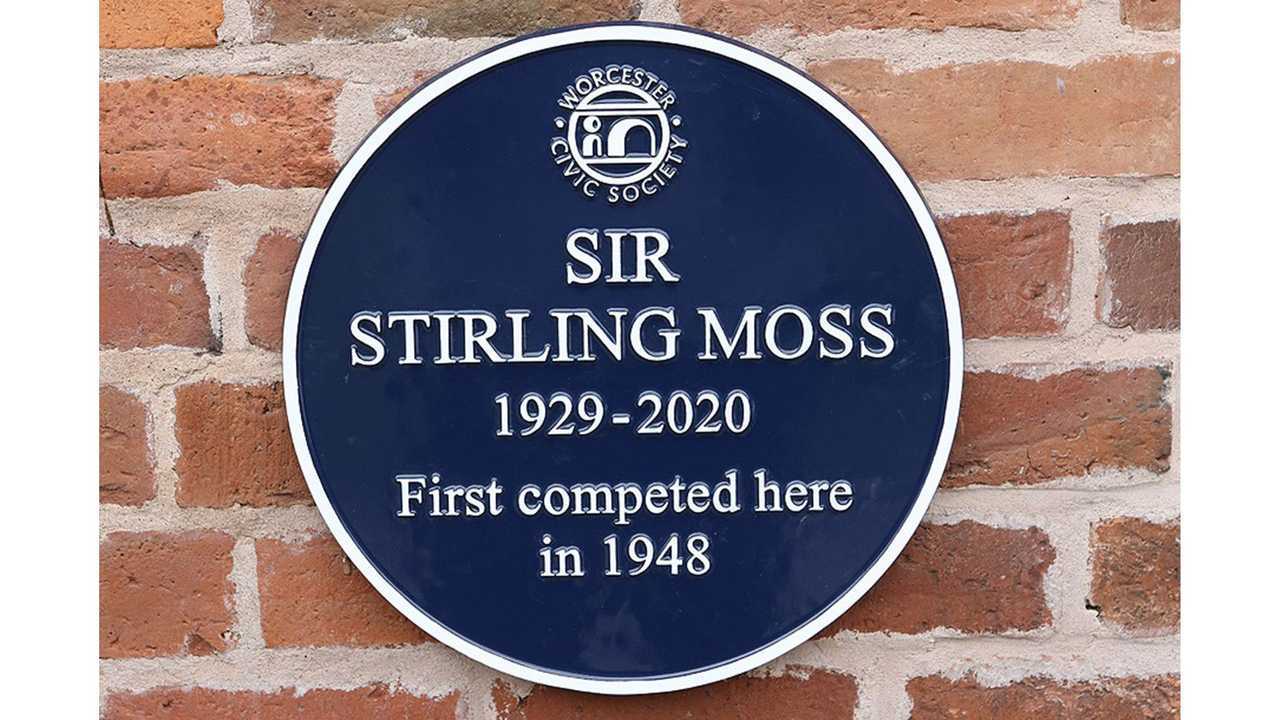 WORCESTER
CIVIC SOCIETY
SIR
STIRLING MOSS
1929-2020
First competed here
in 1948